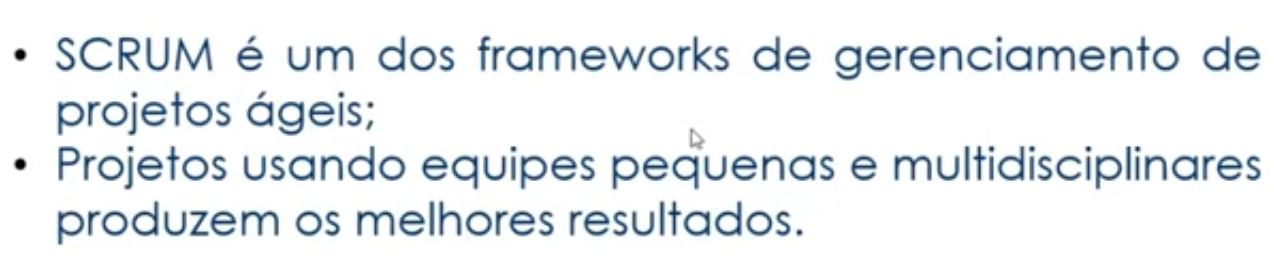 • SCRUM é um dos frameworks de gerenciamento de
projetos ágeis;
• Projetos usando equipes pequenas e multidisciplinares
produzem os melhores resultados.